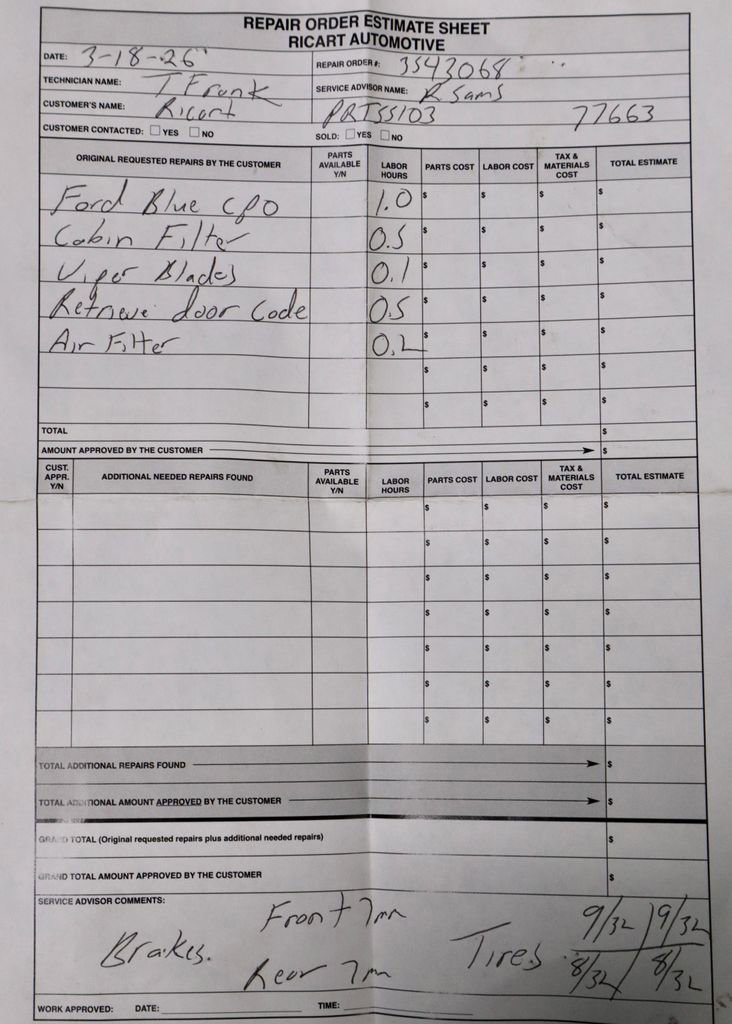 REPAIR ORDER ESTIMATE SHEET
RICART AUTOMOTIVE
DATE: 3-18-26 REPAIR ORDER #: 3543068
TECHNICIAN NAME: T Frank SERVICE ADVISOR NAME: R Sams
CUSTOMER'S NAME: Ricart PRTSS103 77663
CUSTOMER CONTACTED: YES NO SOLD: YES NO
ORIGINAL REQUESTED REPAIRS BY THE CUSTOMER PARTS AVAILABLE Y/N LABOR HOURS PARTS COST LABOR COST TAX & MATERIALS COST TOTAL ESTIMATE
Ford Blue CPO 1.0 $ $ $ $
Cabin Filter 0.5 $ $ $ $
Wiper Blades 0.1 $ $ $ $
Retrieve door Code 0.5 $ $ $ $
Air Filter 0.2 $ $ $ $
$ $ $ $
$ $ $ $
TOTAL $
AMOUNT APPROVED BY THE CUSTOMER $
CUST. APPR. Y/N ADDITIONAL NEEDED REPAIRS FOUND PARTS AVAILABLE Y/N LABOR HOURS PARTS COST LABOR COST TAX & MATERIALS COST TOTAL ESTIMATE
$ $ $ $
$ $ $ $
$ $ $ $
$ $ $ $
$ $ $ $
$ $ $ $
$ $ $ $
TOTAL ADDITIONAL REPAIRS FOUND $
TOTAL ADDITIONAL AMOUNT APPROVED BY THE CUSTOMER $
GRAND TOTAL (Original requested repairs plus additional needed repairs) $
GRAND TOTAL AMOUNT APPROVED BY THE CUSTOMER $
SERVICE ADVISOR COMMENTS:
Front 7mm 9/32 9/32
Brakes. Tires
Rear 7mm 8/32 8/32
WORK APPROVED: DATE: TIME: